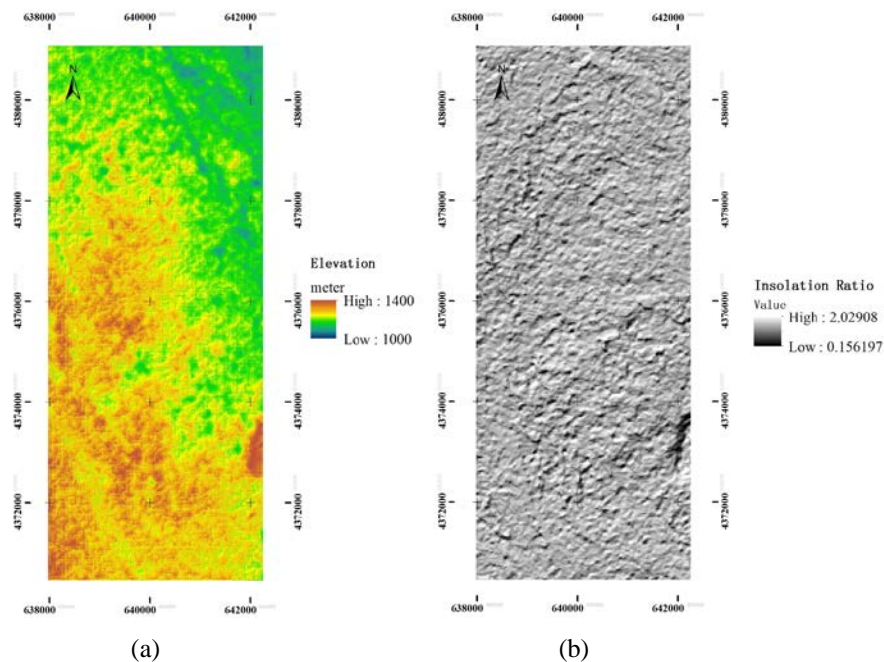 638000 640000 642000
638000 640000 642000
N
N
4380000
4380000
4380000
4380000
4378000
4378000
4378000
4378000
Elevation
meter
High : 1400
Low : 1000
Insolation Ratio
Value
High : 2.02908
Low : 0.156197
4376000
4376000
4376000
4376000
4374000
4374000
4374000
4374000
4372000
4372000
4372000
4372000
638000 640000 642000
638000 640000 642000
(a)
(b)